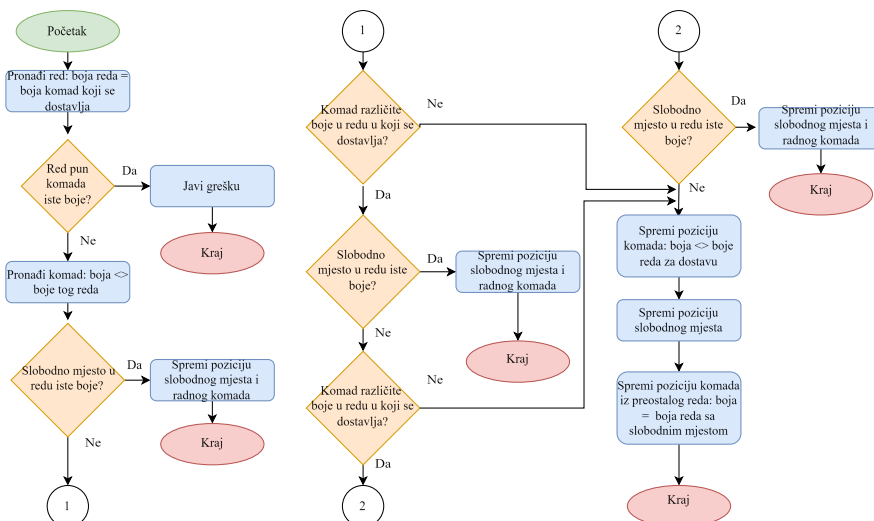 Početak
Pronađi red: boja reda =
boja komad koji se
dostavlja
Red pun
komada
iste boje?
Da
Javi grešku
Kraj
Ne
Pronađi komad: boja <>
boje tog reda
Slobodno mjesto u
redu iste boje?
Da
Spremi poziciju
slobodnog mjesta i
radnog komada
Kraj
Ne
1
1
Komad različite
boje u redu u koji se
dostavlja?
Ne
Da
Slobodno
mjesto u redu iste
boje?
Da
Spremi poziciju
slobodnog mjesta i
radnog komada
Kraj
Ne
Komad različite
boje u redu u koji se
dostavlja?
Ne
Da
2
2
Slobodno
mjesto u redu iste
boje?
Da
Spremi poziciju
slobodnog mjesta i
radnog komada
Kraj
Ne
Spremi poziciju
komada: boja <> boje
reda za dostavu
Spremi poziciju
slobodnog mjesta
Spremi poziciju komada
iz preostalog reda: boja
= boja reda sa
slobodnim mjestom
Kraj